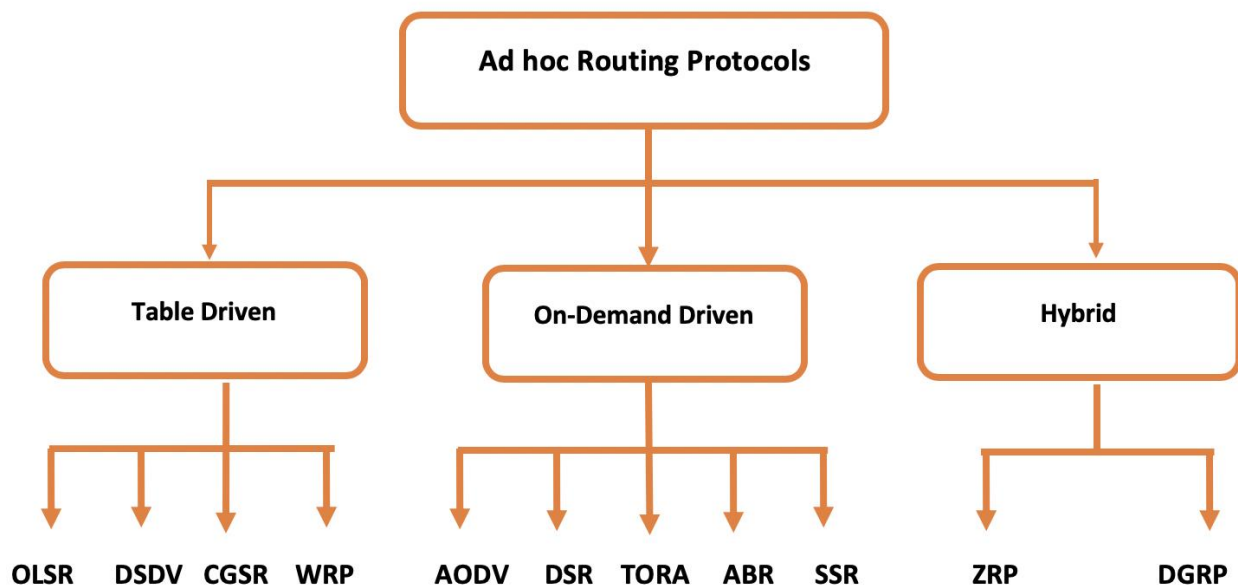 Ad hoc Routing Protocols
Table Driven
On-Demand Driven
Hybrid
OLSR DSDV CGSR WRP AODV DSR TORA ABR SSR ZRP DGRP